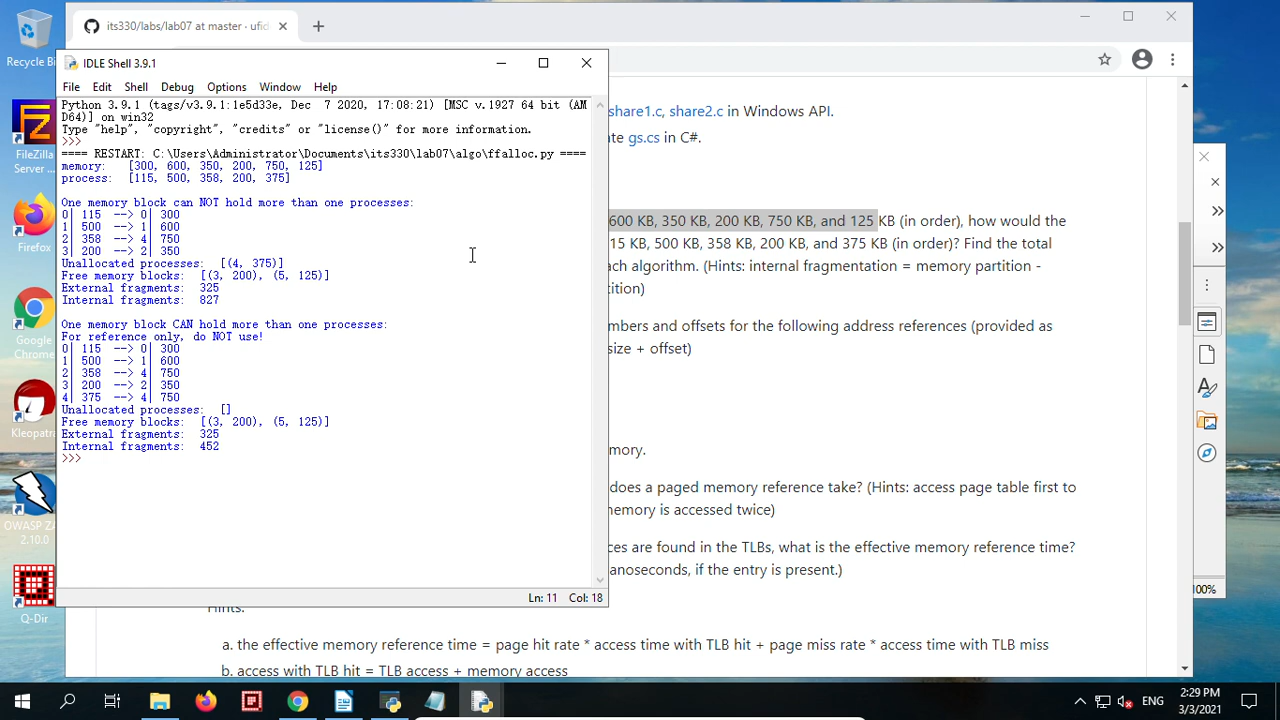 Recycle Bi
FileZilla
Server ...
Firefox
Google
Chrome
Kleopatr
OWASP ZA
2.10.0
Q-Dir
its330/labs/lab07 at master · ufid
IDLE Shell 3.9.1
File Edit Shell Debug Options Window Help
Python 3.9.1 (tags/v3.9.1:1e5d33e, Dec 7 2020, 17:08:21) [MSC v.1927 64 bit (AM
D64)] on win32
Type "help", "copyright", "credits" or "license()" for more information.
>>>
==== RESTART: C:\Users\Administrator\Documents\its330\lab07\algo\ffalloc.py ====
memory: [300, 600, 350, 200, 750, 125]
process: [115, 500, 358, 200, 375]
One memory block can NOT hold more than one processes:
0| 115 --> 0| 300
1| 500 --> 1| 600
2| 358 --> 4| 750
3| 200 --> 2| 350
Unallocated processes: [(4, 375)]
Free memory blocks: [(3, 200), (5, 125)]
External fragments: 325
Internal fragments: 827
One memory block CAN hold more than one processes:
For reference only, do NOT use!
0| 115 --> 0| 300
1| 500 --> 1| 600
2| 358 --> 4| 750
3| 200 --> 2| 350
4| 375 --> 4| 750
Unallocated processes: []
Free memory blocks: [(3, 200), (5, 125)]
External fragments: 325
Internal fragments: 452
>>>
Ln: 11 Col: 18
share1.c, share2.c in Windows API.
gs.cs in C#.
600 KB, 350 KB, 200 KB, 750 KB, and 125 KB (in order), how would the
15 KB, 500 KB, 358 KB, 200 KB, and 375 KB (in order)? Find the total
ach algorithm. (Hints: internal fragmentation = memory partition -
tition)
mbers and offsets for the following address references (provided as
size + offset)
mory.
does a paged memory reference take? (Hints: access page table first to
memory is accessed twice)
ces are found in the TLBs, what is the effective memory reference time?
anoseconds, if the entry is present.)
Hints:
a. the effective memory reference time = page hit rate * access time with TLB hit + page miss rate * access time with TLB miss
b. access with TLB hit = TLB access + memory access
100%
ENG
2:29 PM
3/3/2021